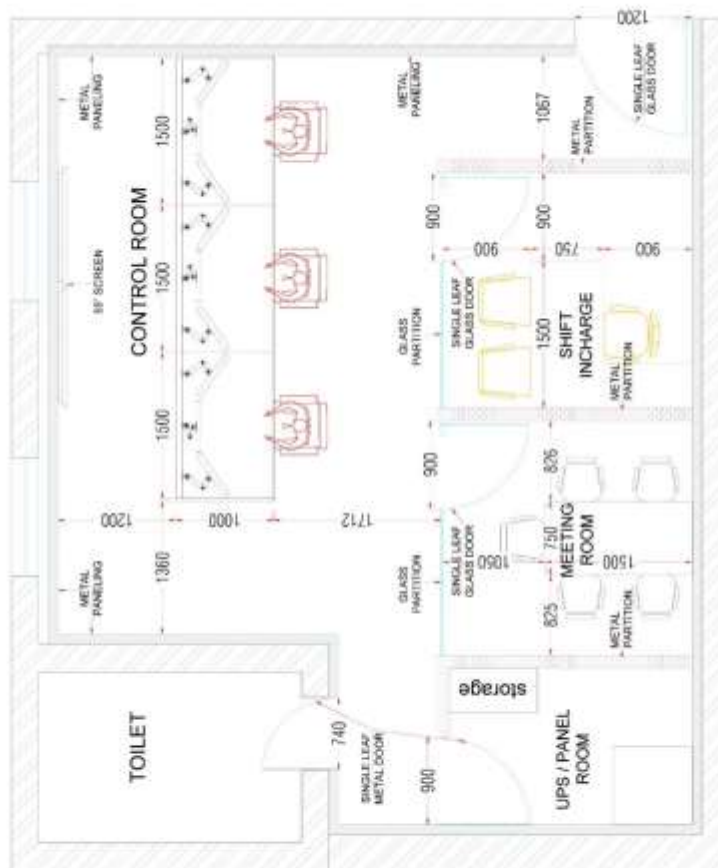 1200
SINGLE LEAF
GLASS DOOR
METAL
PANELING
METAL
PANELING
1067
METAL
PARTITION
1500
CONTROL ROOM
900
900
900
750
900
SCREEN
1500
GLASS
PARTITION
SINGLE LEAF
GLASS DOOR
1500
SHIFT
INCHARGE
METAL
PARTITION
1500
900
826
1200
1000
1712
1360
METAL
PANELING
GLASS
PARTITION
SINGLE LEAF
GLASS DOOR
1050
750
MEETING
ROOM
1500
825
METAL
PARTITION
storage
TOILET
740
SINGLE LEAF
METAL DOOR
900
UPS / PANEL
ROOM